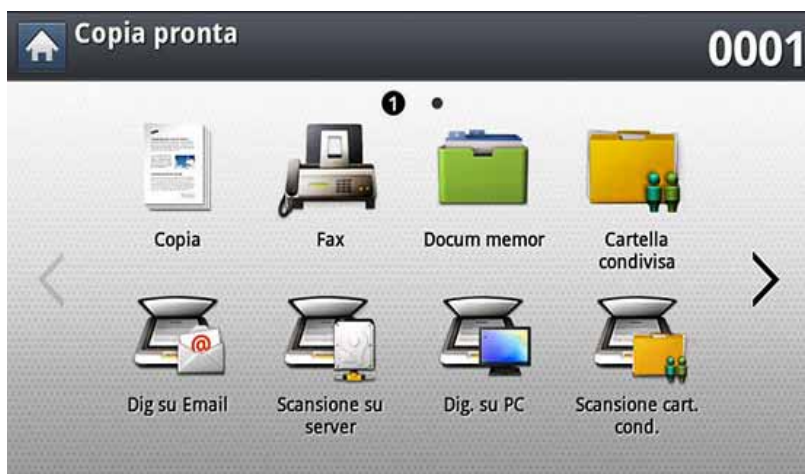 Copia pronta
0001
1
Copia
Fax
Docum memor
Cartella
condivisa
@
Dig su Email
Scansione su
server
Dig. su PC
Scansione cart.
cond.